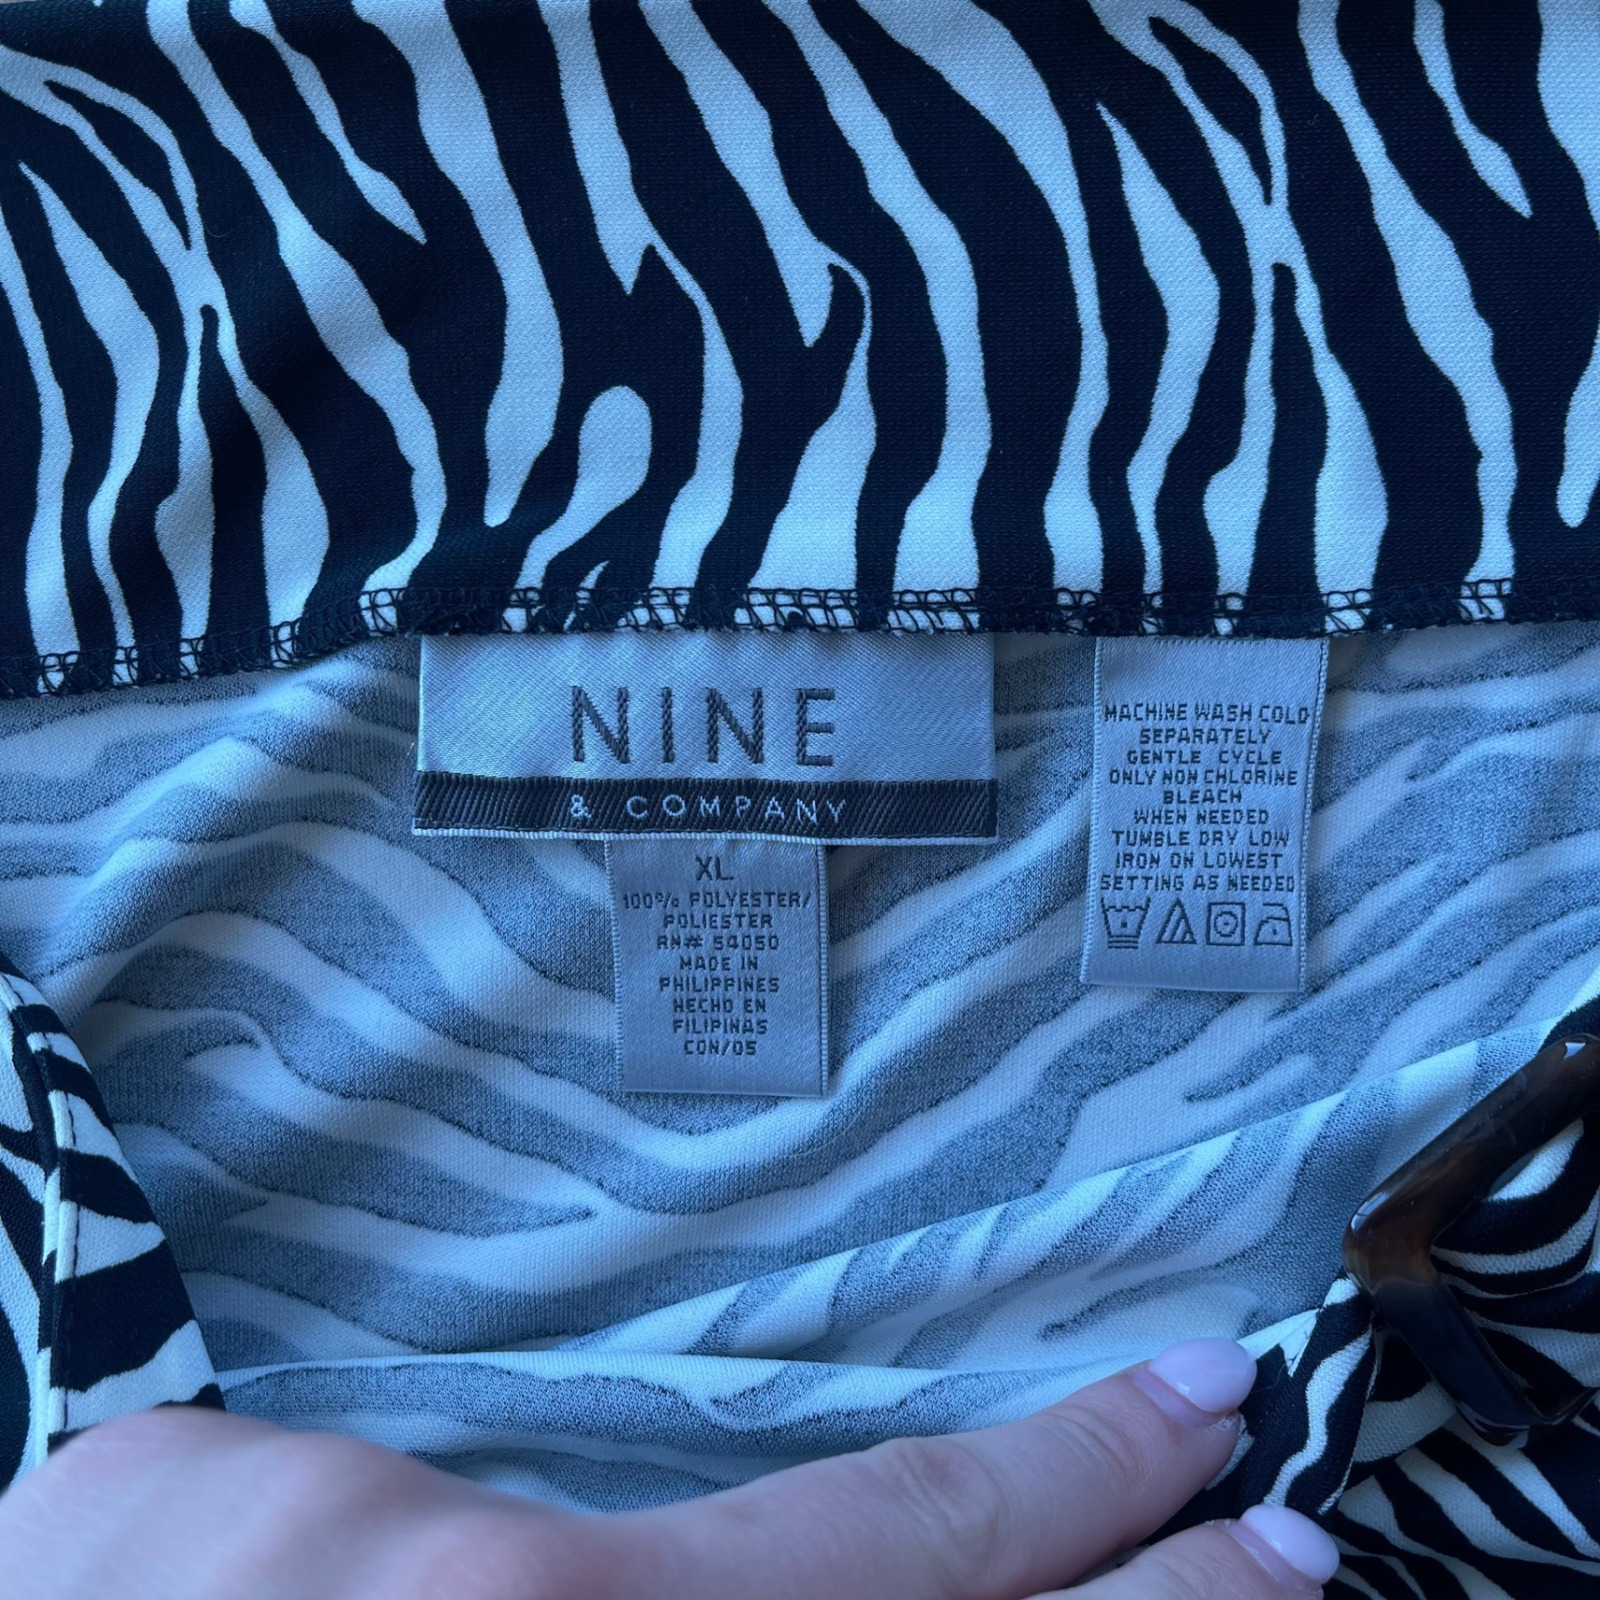 NINE
& COMPANY
XL
100% POLYESTER/
POLIESTER
RN# 54050
MADE IN
PHILIPPINES
HECHO EN
FILIPINAS
CON/05
MACHINE WASH COLD
SEPARATELY
GENTLE CYCLE
ONLY NON CHLORINE
BLEACH
WHEN NEEDED
TUMBLE DRY LOW
IRON ON LOWEST
SETTING AS NEEDED